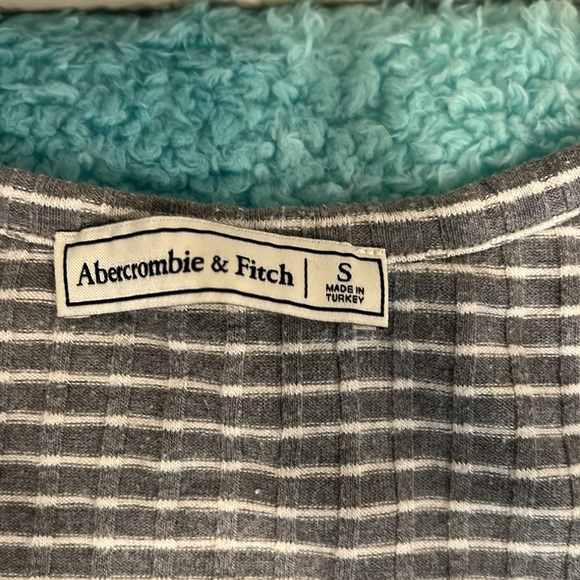 Abercrombie & Fitch
S
MADE IN
TURKEY